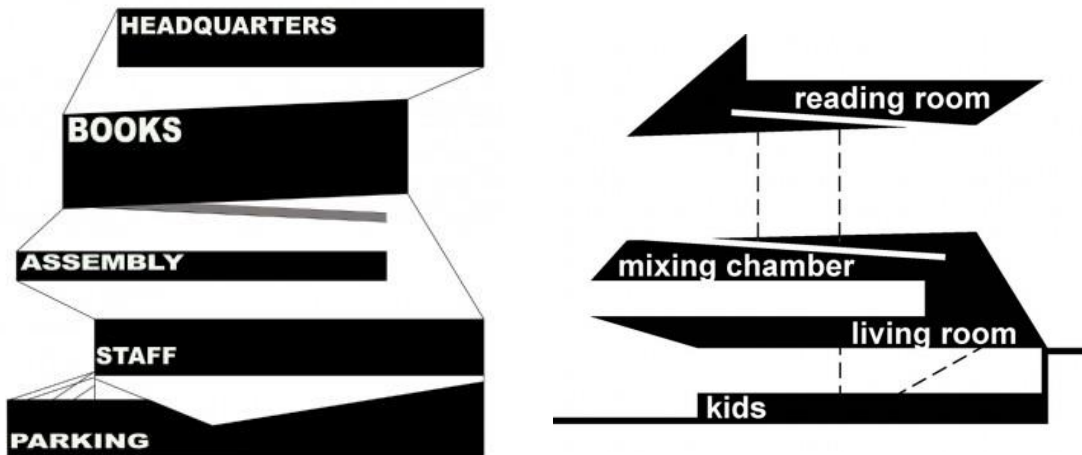 HEADQUARTERS
BOOKS
ASSEMBLY
STAFF
PARKING
reading room
mixing chamber
living room
kids